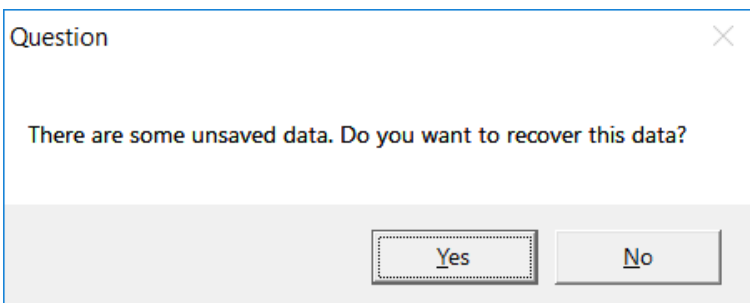 Question
There are some unsaved data. Do you want to recover this data?
Yes
No